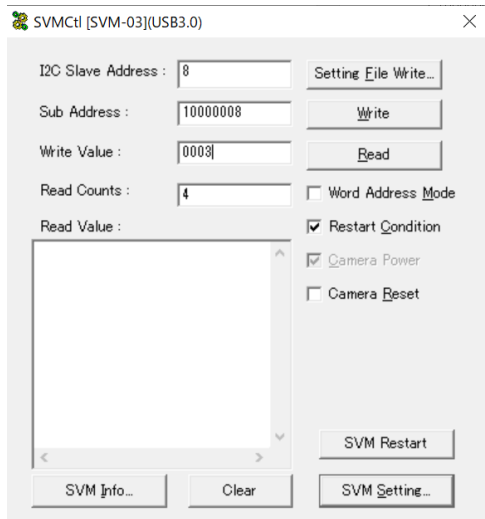 SVMCtl [SVM-03](USB3.0)
I2C Slave Address : 8 Setting File Write...
Sub Address : 10000008 Write
Write Value : 0003 Read
Read Counts : 4 Word Address Mode
Read Value : Restart Condition
Camera Power
Camera Reset
SVM Restart
SVM Info... Clear SVM Setting...